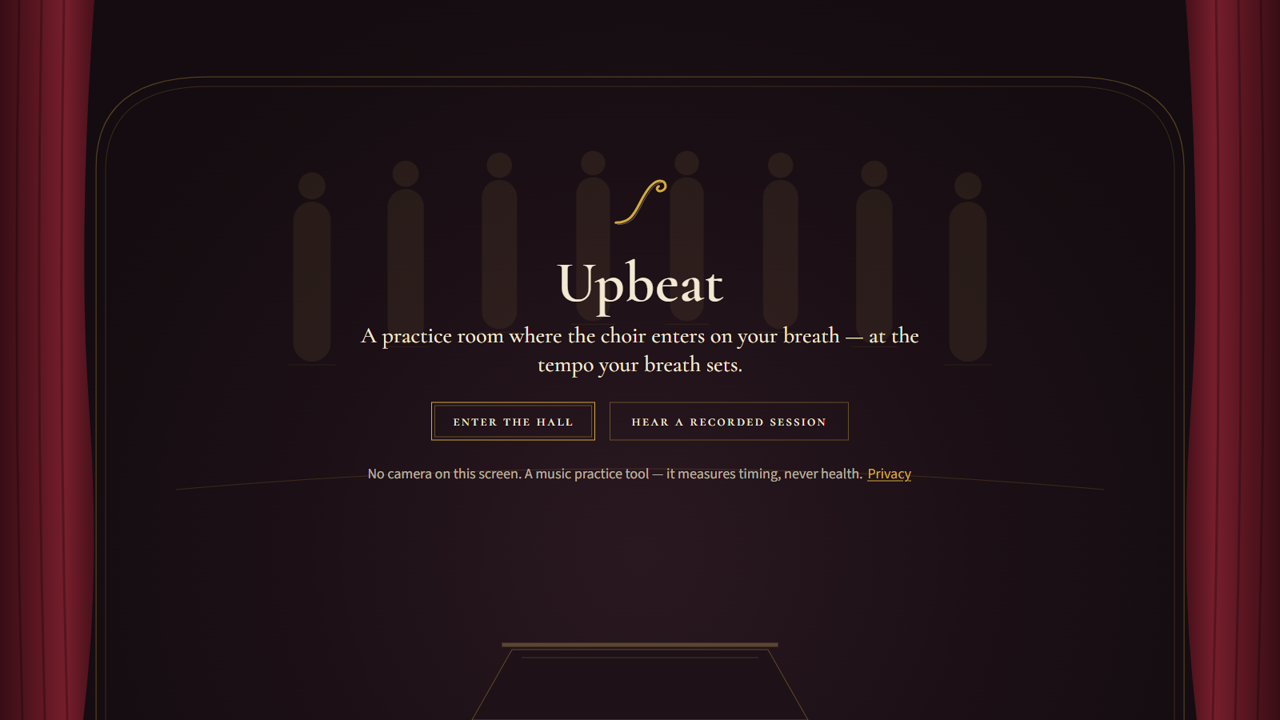 Upbeat
A practice room where the choir enters on your breath — at the
tempo your breath sets.
ENTER THE HALL
HEAR A RECORDED SESSION
No camera on this screen. A music practice tool — it measures timing, never health. Privacy